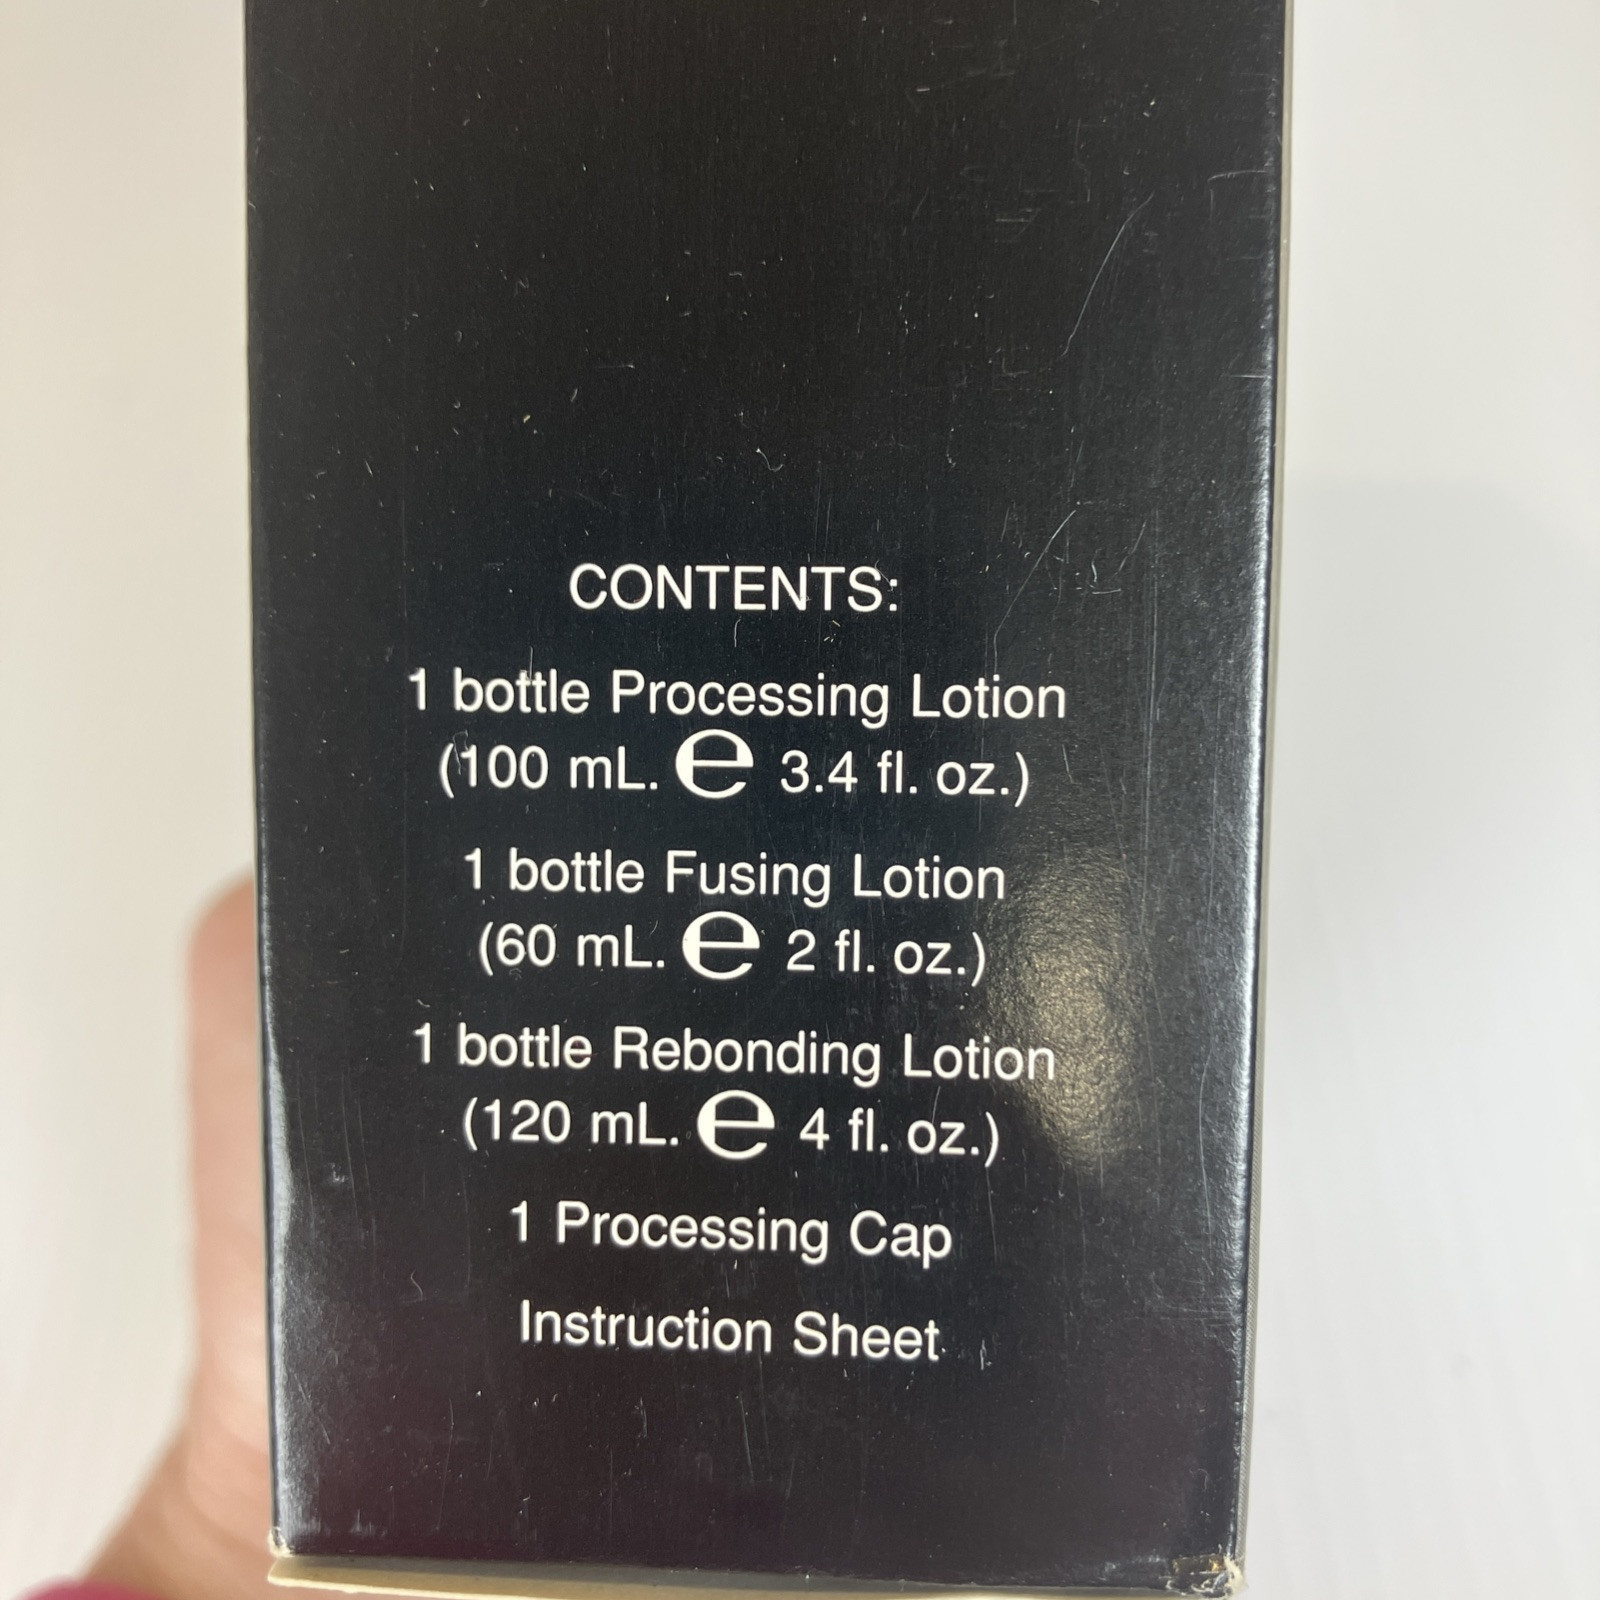 CONTENTS:
1 bottle Processing Lotion
(100 mL. ℮ 3.4 fl. oz.)
1 bottle Fusing Lotion
(60 mL. ℮ 2 fl. oz.)
1 bottle Rebonding Lotion
(120 mL. ℮ 4 fl. oz.)
1 Processing Cap
Instruction Sheet